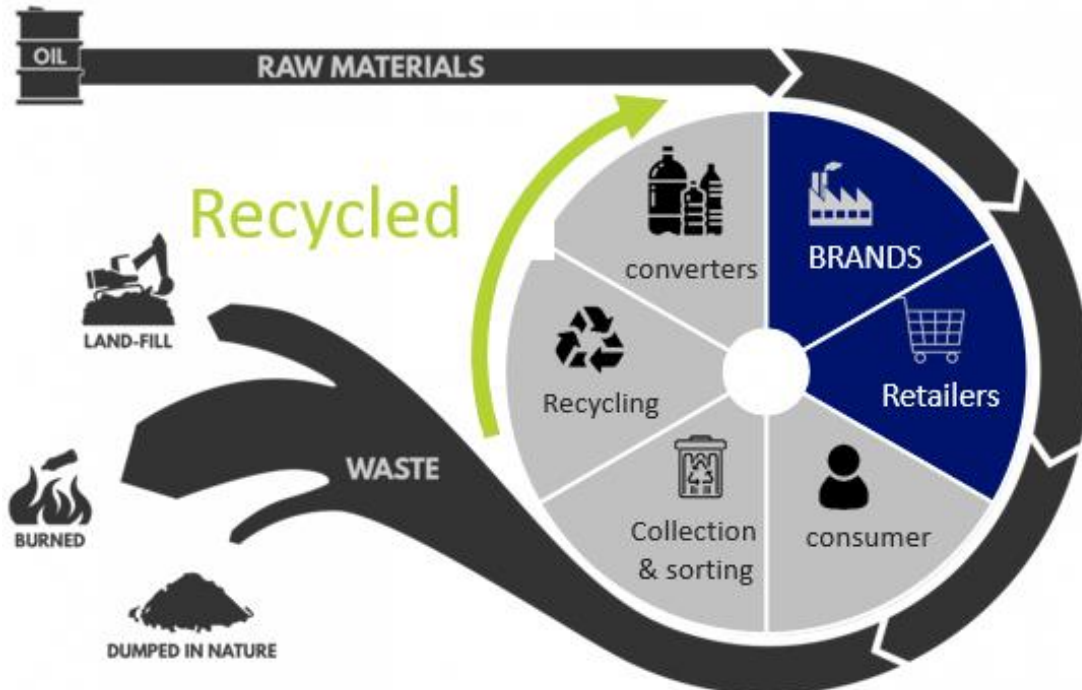 OIL
RAW MATERIALS
Recycled
converters
BRANDS
Retailers
consumer
Collection
& sorting
Recycling
WASTE
LAND-FILL
BURNED
DUMPED IN NATURE